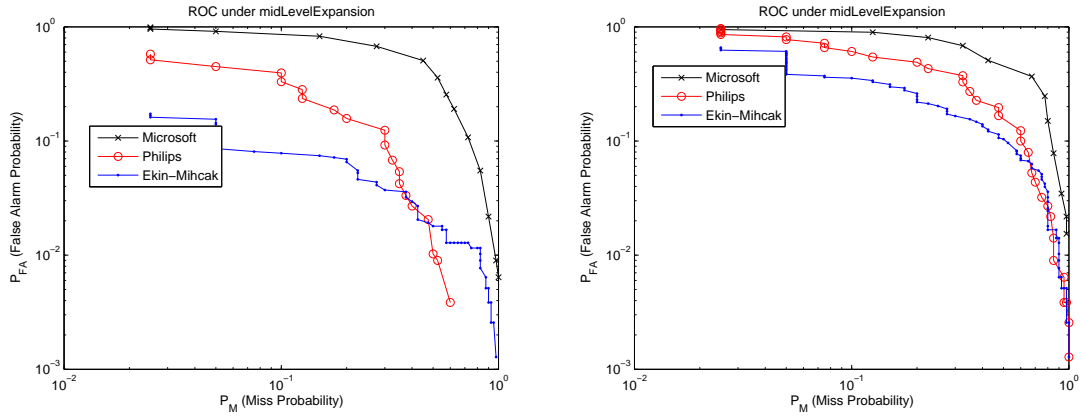 ROC under midLevelExpansion
10^0
10^-1
10^-2
10^-3
P_FA (False Alarm Probability)
Microsoft
Philips
Ekin-Mihcak
10^-2
10^-1
10^0
P_M (Miss Probability)
ROC under midLevelExpansion
10^0
10^-1
10^-2
10^-3
P_FA (False Alarm Probability)
Microsoft
Philips
Ekin-Mihcak
10^-2
10^-1
10^0
P_M (Miss Probability)